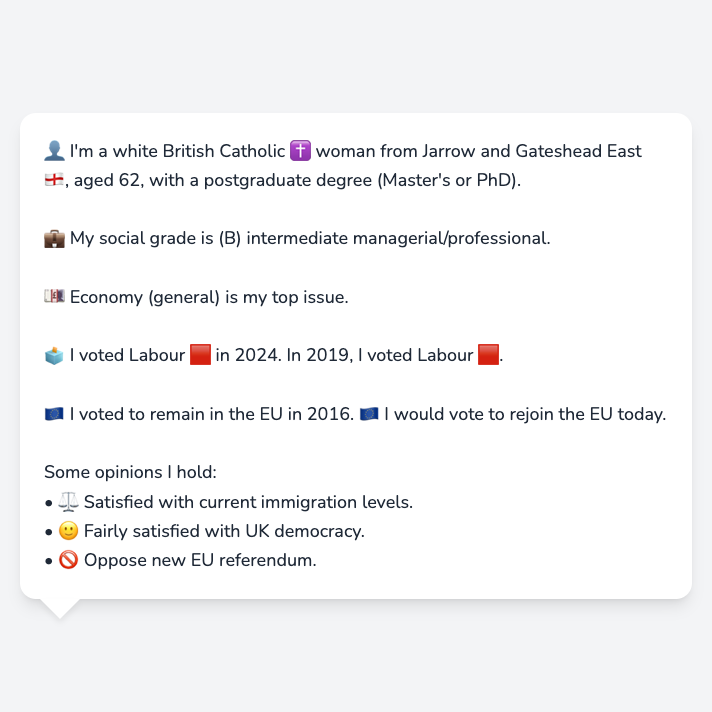 👤 I'm a white British Catholic ✝️ woman from Jarrow and Gateshead East
🏴󠁧󠁢󠁥󠁮󠁧󠁿, aged 62, with a postgraduate degree (Master's or PhD).
💼 My social grade is (B) intermediate managerial/professional.
💷 Economy (general) is my top issue.
🗳️ I voted Labour 🟥 in 2024. In 2019, I voted Labour 🟥.
🇪🇺 I voted to remain in the EU in 2016. 🇪🇺 I would vote to rejoin the EU today.
Some opinions I hold:
• ⚖️ Satisfied with current immigration levels.
• 🙂 Fairly satisfied with UK democracy.
• 🚫 Oppose new EU referendum.